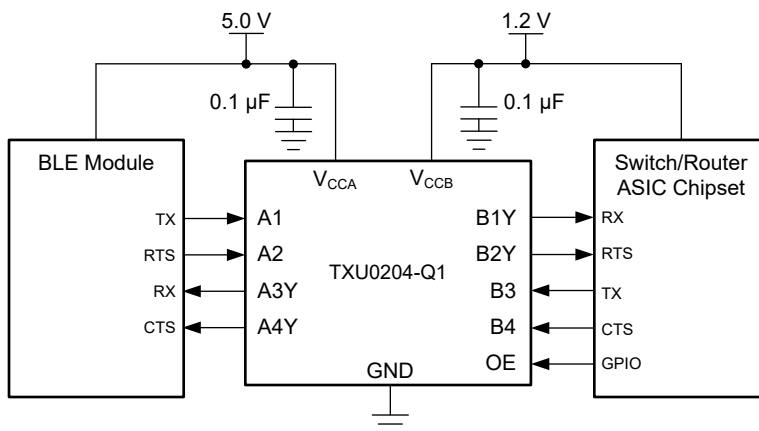 5.0 V
1.2 V
0.1 µF
0.1 µF
BLE Module
TX
RTS
RX
CTS
VCCA
VCCB
A1
A2
A3Y
A4Y
TXU0204-Q1
B1Y
B2Y
B3
B4
OE
GND
Switch/Router
ASIC Chipset
RX
RTS
TX
CTS
GPIO